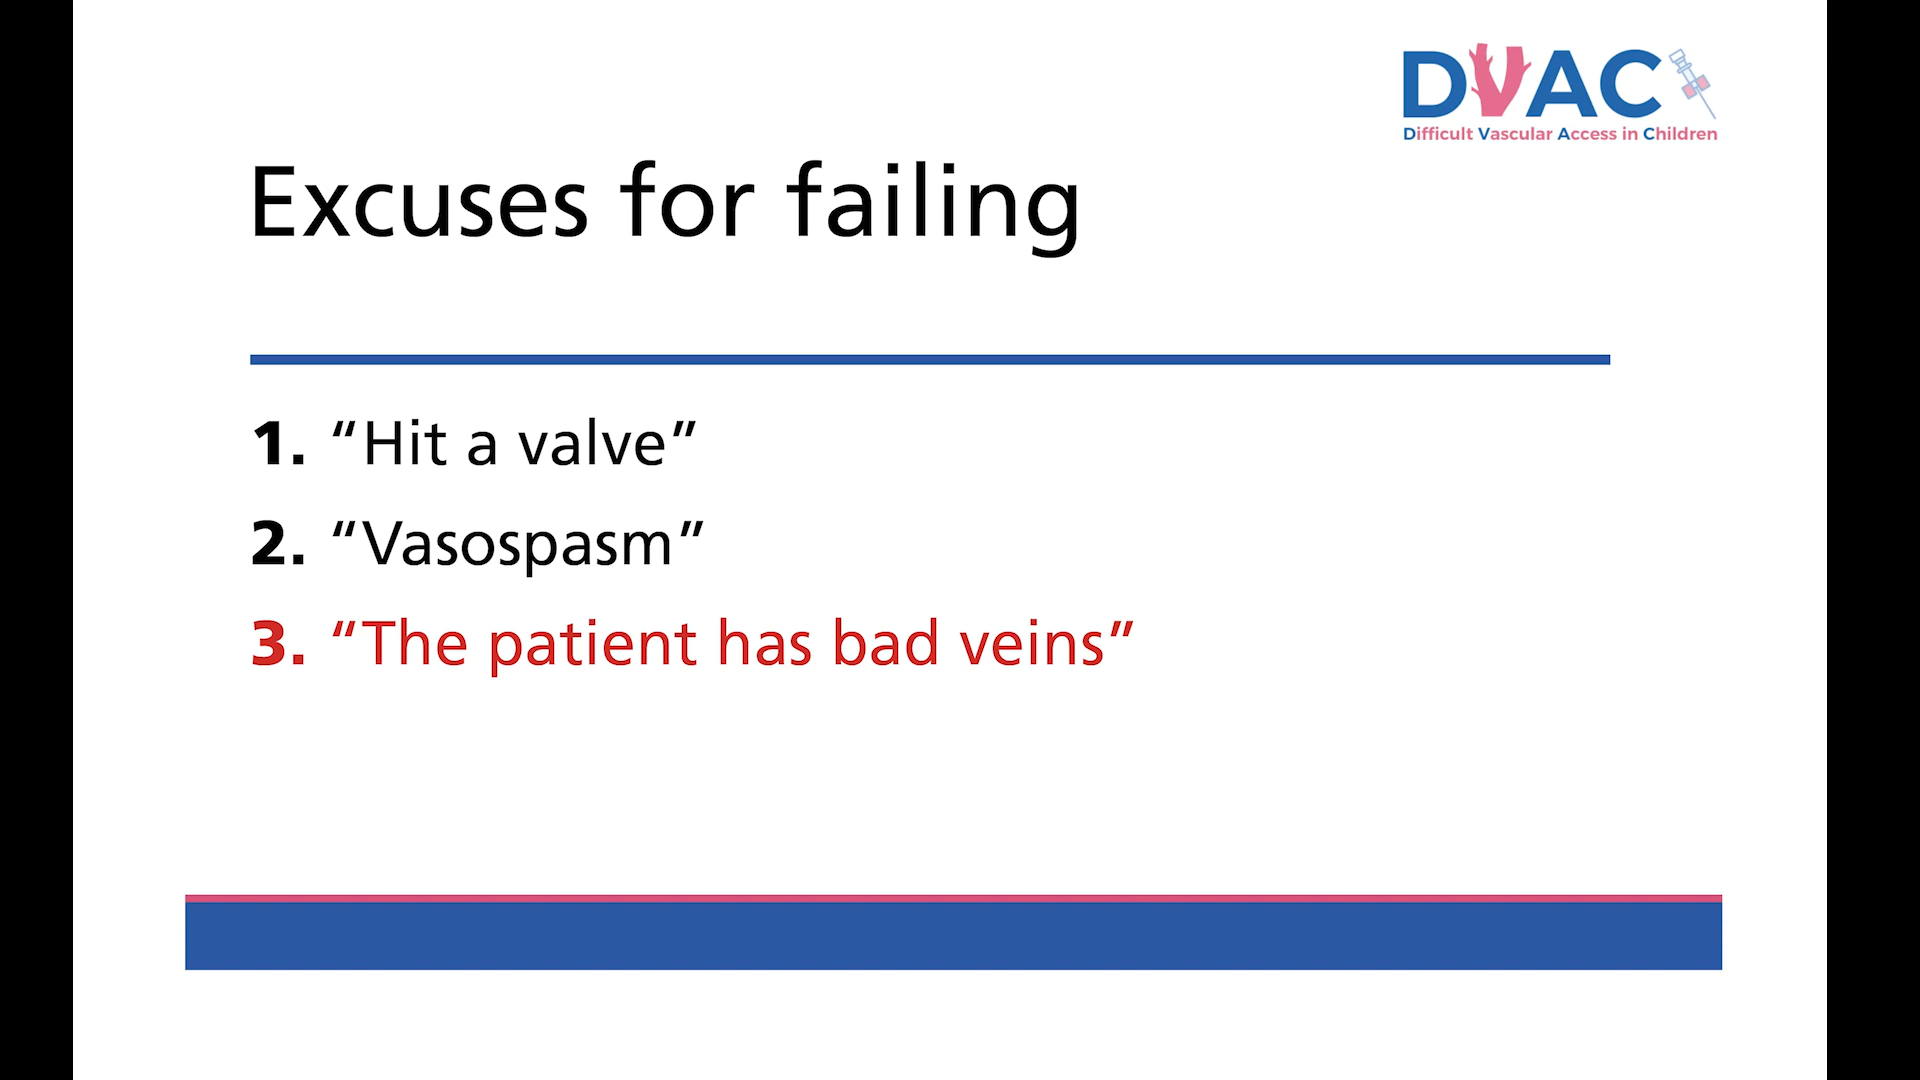 DVAC
Difficult Vascular Access in Children
Excuses for failing
1. “Hit a valve”
2. “Vasospasm”
3. “The patient has bad veins”